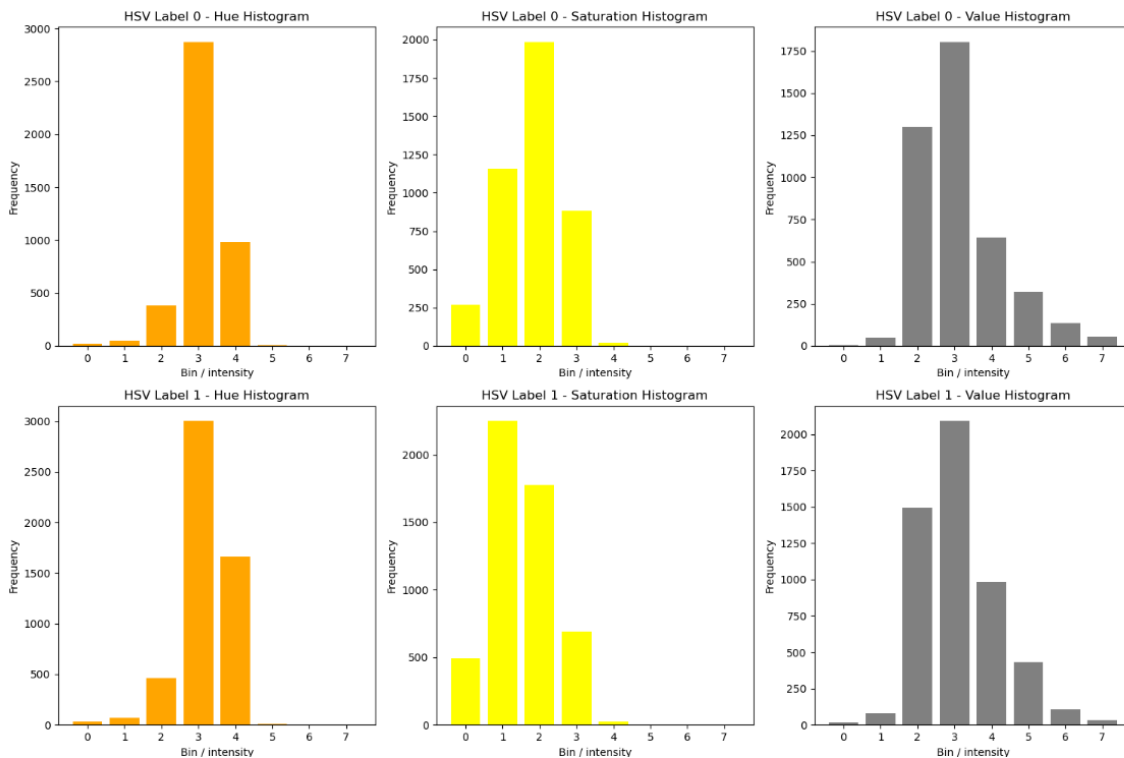 HSV Label 0 - Hue Histogram
3000
2500
2000
1500
1000
500
0
Frequency
0 1 2 3 4 5 6 7
Bin / intensity
HSV Label 0 - Saturation Histogram
2000
1750
1500
1250
1000
750
500
250
0
Frequency
0 1 2 3 4 5 6 7
Bin / intensity
HSV Label 0 - Value Histogram
1750
1500
1250
1000
750
500
250
0
Frequency
0 1 2 3 4 5 6 7
Bin / intensity
HSV Label 1 - Hue Histogram
3000
2500
2000
1500
1000
500
0
Frequency
0 1 2 3 4 5 6 7
Bin / intensity
HSV Label 1 - Saturation Histogram
2000
1500
1000
500
0
Frequency
0 1 2 3 4 5 6 7
Bin / intensity
HSV Label 1 - Value Histogram
2000
1750
1500
1250
1000
750
500
250
0
Frequency
0 1 2 3 4 5 6 7
Bin / intensity